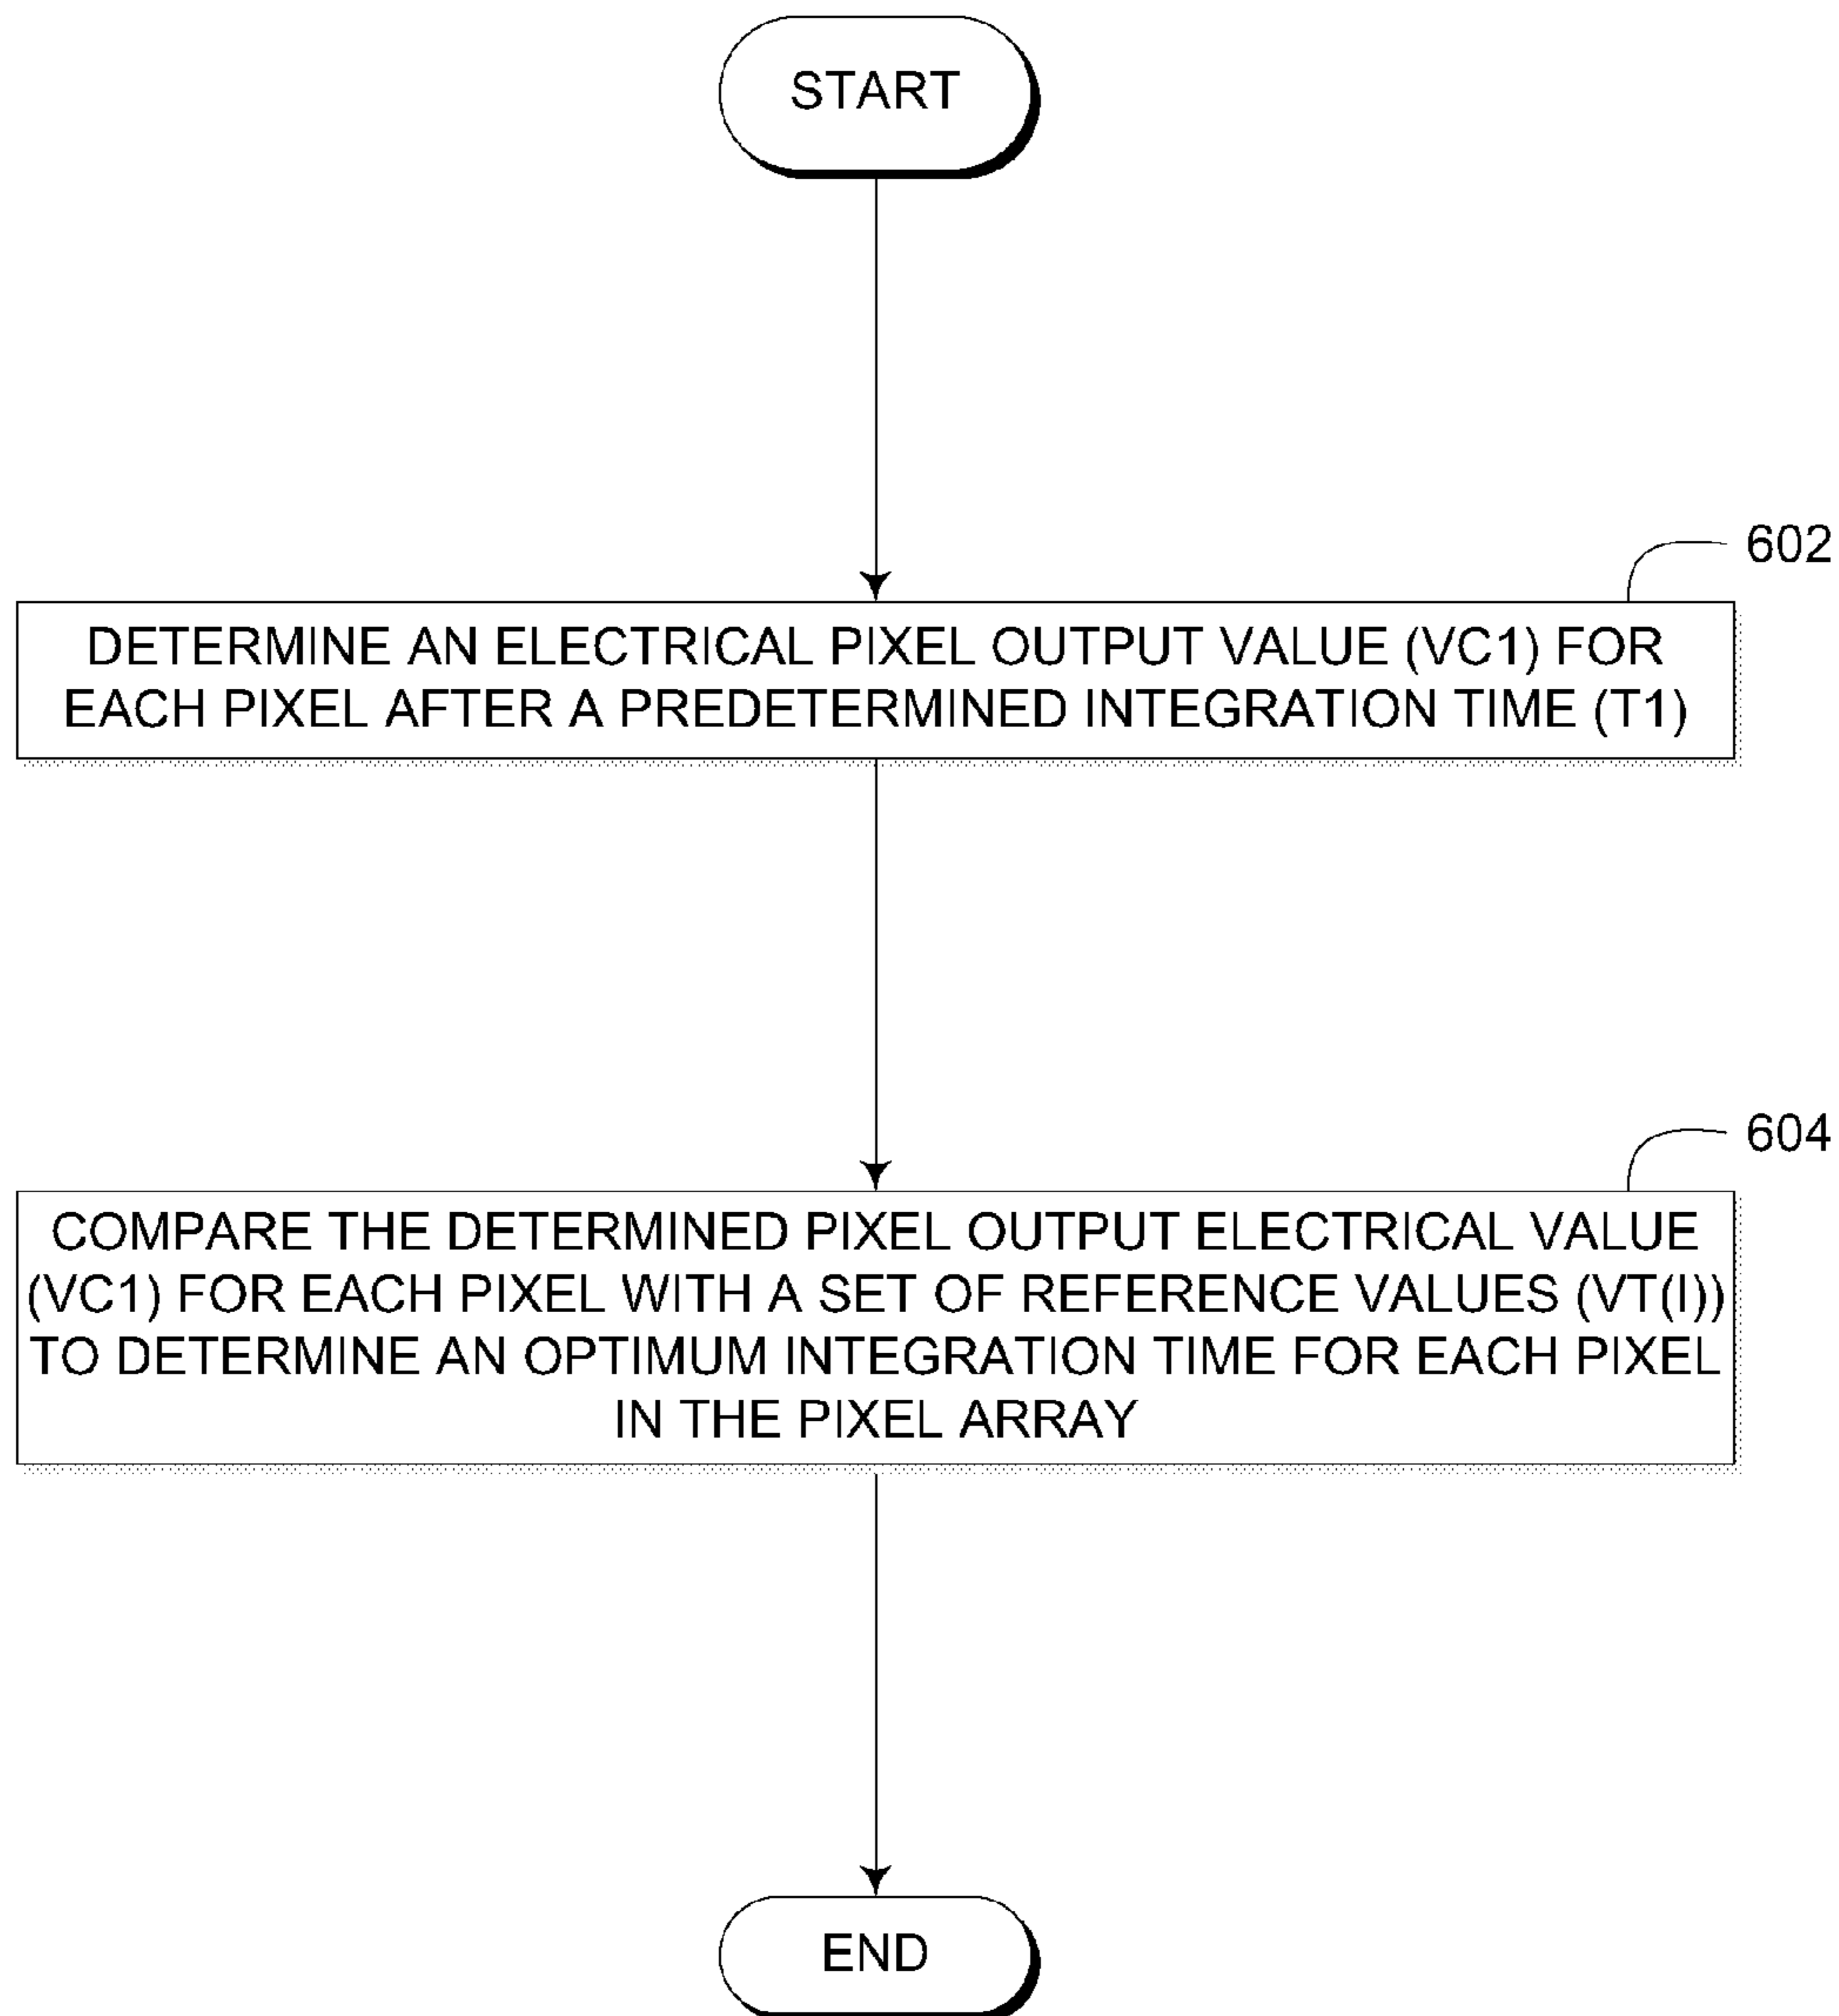 START
602
DETERMINE AN ELECTRICAL PIXEL OUTPUT VALUE (VC1) FOR
EACH PIXEL AFTER A PREDETERMINED INTEGRATION TIME (T1)
604
COMPARE THE DETERMINED PIXEL OUTPUT ELECTRICAL VALUE
(VC1) FOR EACH PIXEL WITH A SET OF REFERENCE VALUES (VT(I))
TO DETERMINE AN OPTIMUM INTEGRATION TIME FOR EACH PIXEL
IN THE PIXEL ARRAY
END